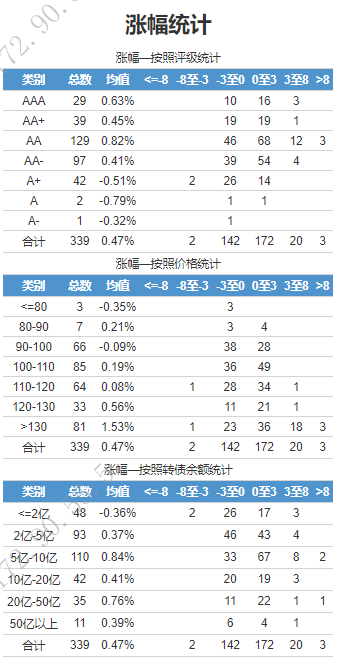 涨幅统计
涨幅—按照评级统计
类别 总数 均值 <=-8 -8至-3 -3至0 0至3 3至8 >8
AAA 29 0.63% 10 16 3
AA+ 39 0.45% 19 19 1
AA 129 0.82% 46 68 12 3
AA- 97 0.41% 39 54 4
A+ 42 -0.51% 2 26 14
A 2 -0.79% 1 1
A- 1 -0.32% 1
合计 339 0.47% 2 142 172 20 3
涨幅—按照价格统计
类别 总数 均值 <=-8 -8至-3 -3至0 0至3 3至8 >8
<=80 3 -0.35% 3
80-90 7 0.21% 3 4
90-100 66 -0.09% 38 28
100-110 85 0.19% 36 49
110-120 64 0.08% 1 28 34 1
120-130 33 0.56% 11 21 1
>130 81 1.53% 1 23 36 18 3
合计 339 0.47% 2 142 172 20 3
涨幅—按照转债余额统计
类别 总数 均值 <=-8 -8至-3 -3至0 0至3 3至8 >8
<=2亿 48 -0.36% 2 26 17 3
2亿-5亿 93 0.37% 46 43 4
5亿-10亿 110 0.84% 33 67 8 2
10亿-20亿 42 0.41% 20 19 3
20亿-50亿 35 0.76% 11 22 1 1
50亿以上 11 0.39% 6 4 1
合计 339 0.47% 2 142 172 20 3